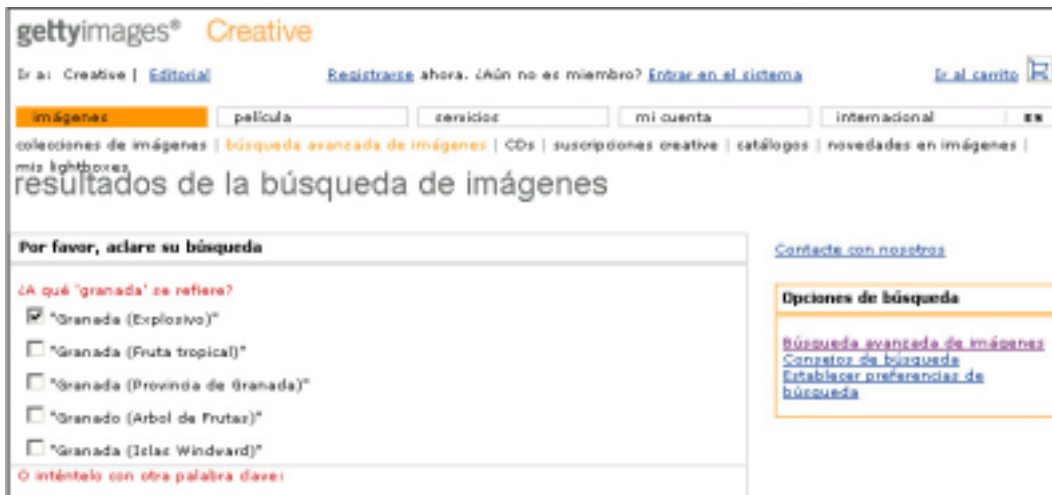 gettyimages® Creative
Ir a: Creative | Editorial
Registrarse ahora. ¿Aún no es miembro? Entrar en el sistema
Ir al carrito
imágenes
película
servicios
mi cuenta
internacional
ES
colecciones de imágenes | búsqueda avanzada de imágenes | CDs | suscripciones creative | catálogos | novedades en imágenes |
mis lightboxes
resultados de la búsqueda de imágenes
Por favor, aclare su búsqueda
¿A qué 'granada' se refiere?
"Granada (Explosivo)"
"Granada (Fruta tropical)"
"Granada (Provincia de Granada)"
"Granado (Arbol de Frutas)"
"Granada (Islas Windward)"
O inténtelo con otra palabra clave:
Contacte con nosotros
Opciones de búsqueda
Búsqueda avanzada de imágenes
Consejos de búsqueda
Establecer preferencias de
búsqueda